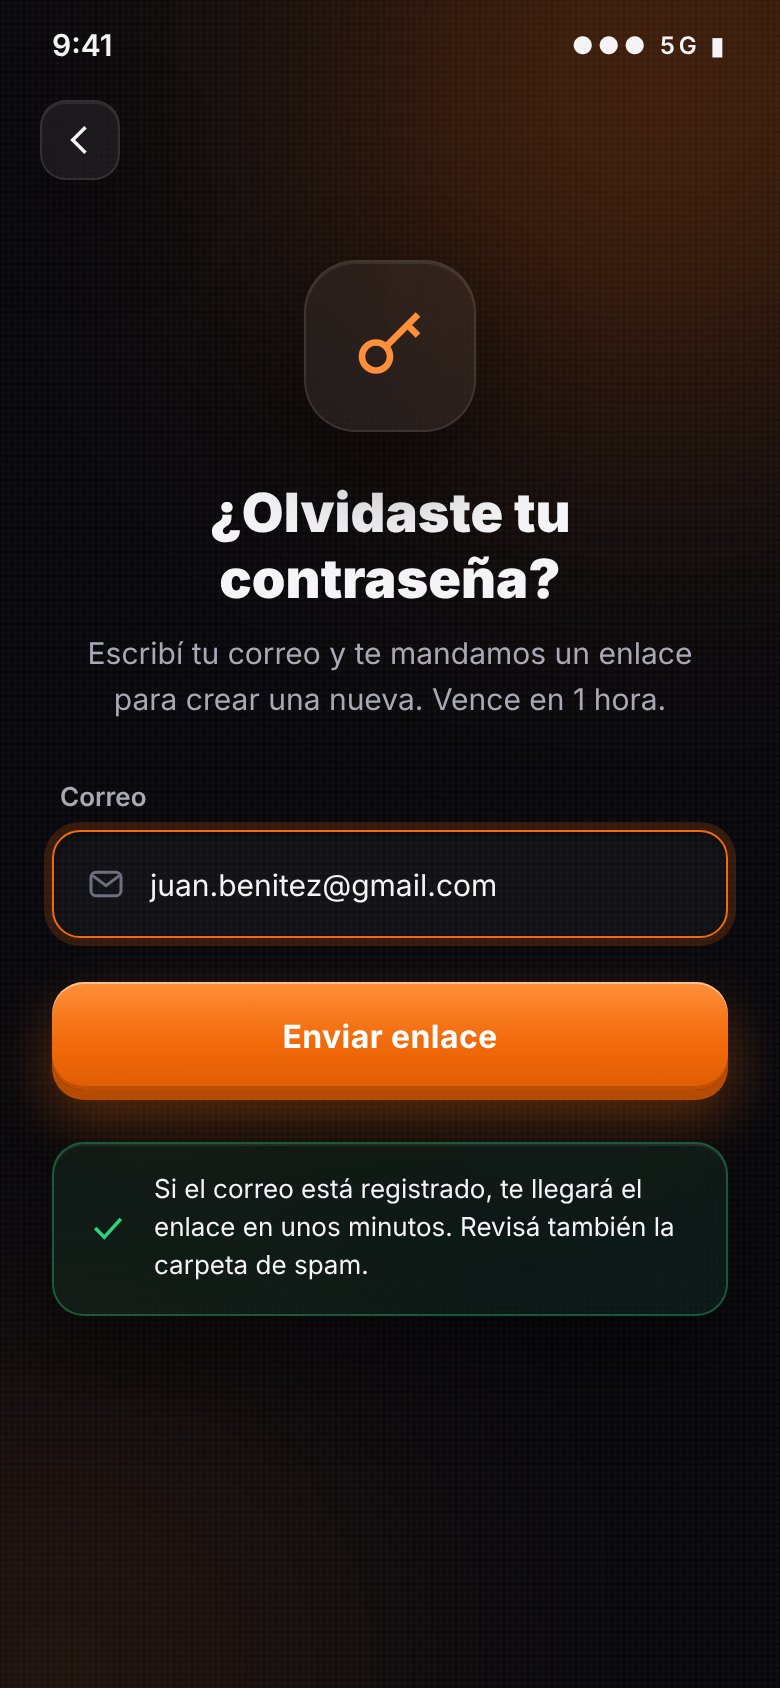 9:41
5G
¿Olvidaste tu
contraseña?
Escribí tu correo y te mandamos un enlace
para crear una nueva. Vence en 1 hora.
Correo
juan.benitez@gmail.com
Enviar enlace
Si el correo está registrado, te llegará el
enlace en unos minutos. Revisá también la
carpeta de spam.